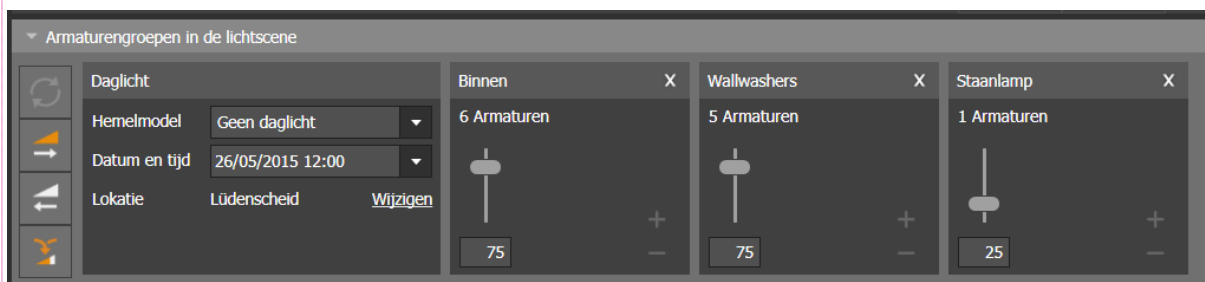 Armaturengroepen in de lichtscene
Daglicht
Hemelmodel Geen daglicht
Datum en tijd 26/05/2015 12:00
Lokatie Lüdenscheid Wijzigen
Binnen X
6 Armaturen
75
Wallwashers X
5 Armaturen
75
Staanlamp X
1 Armaturen
25